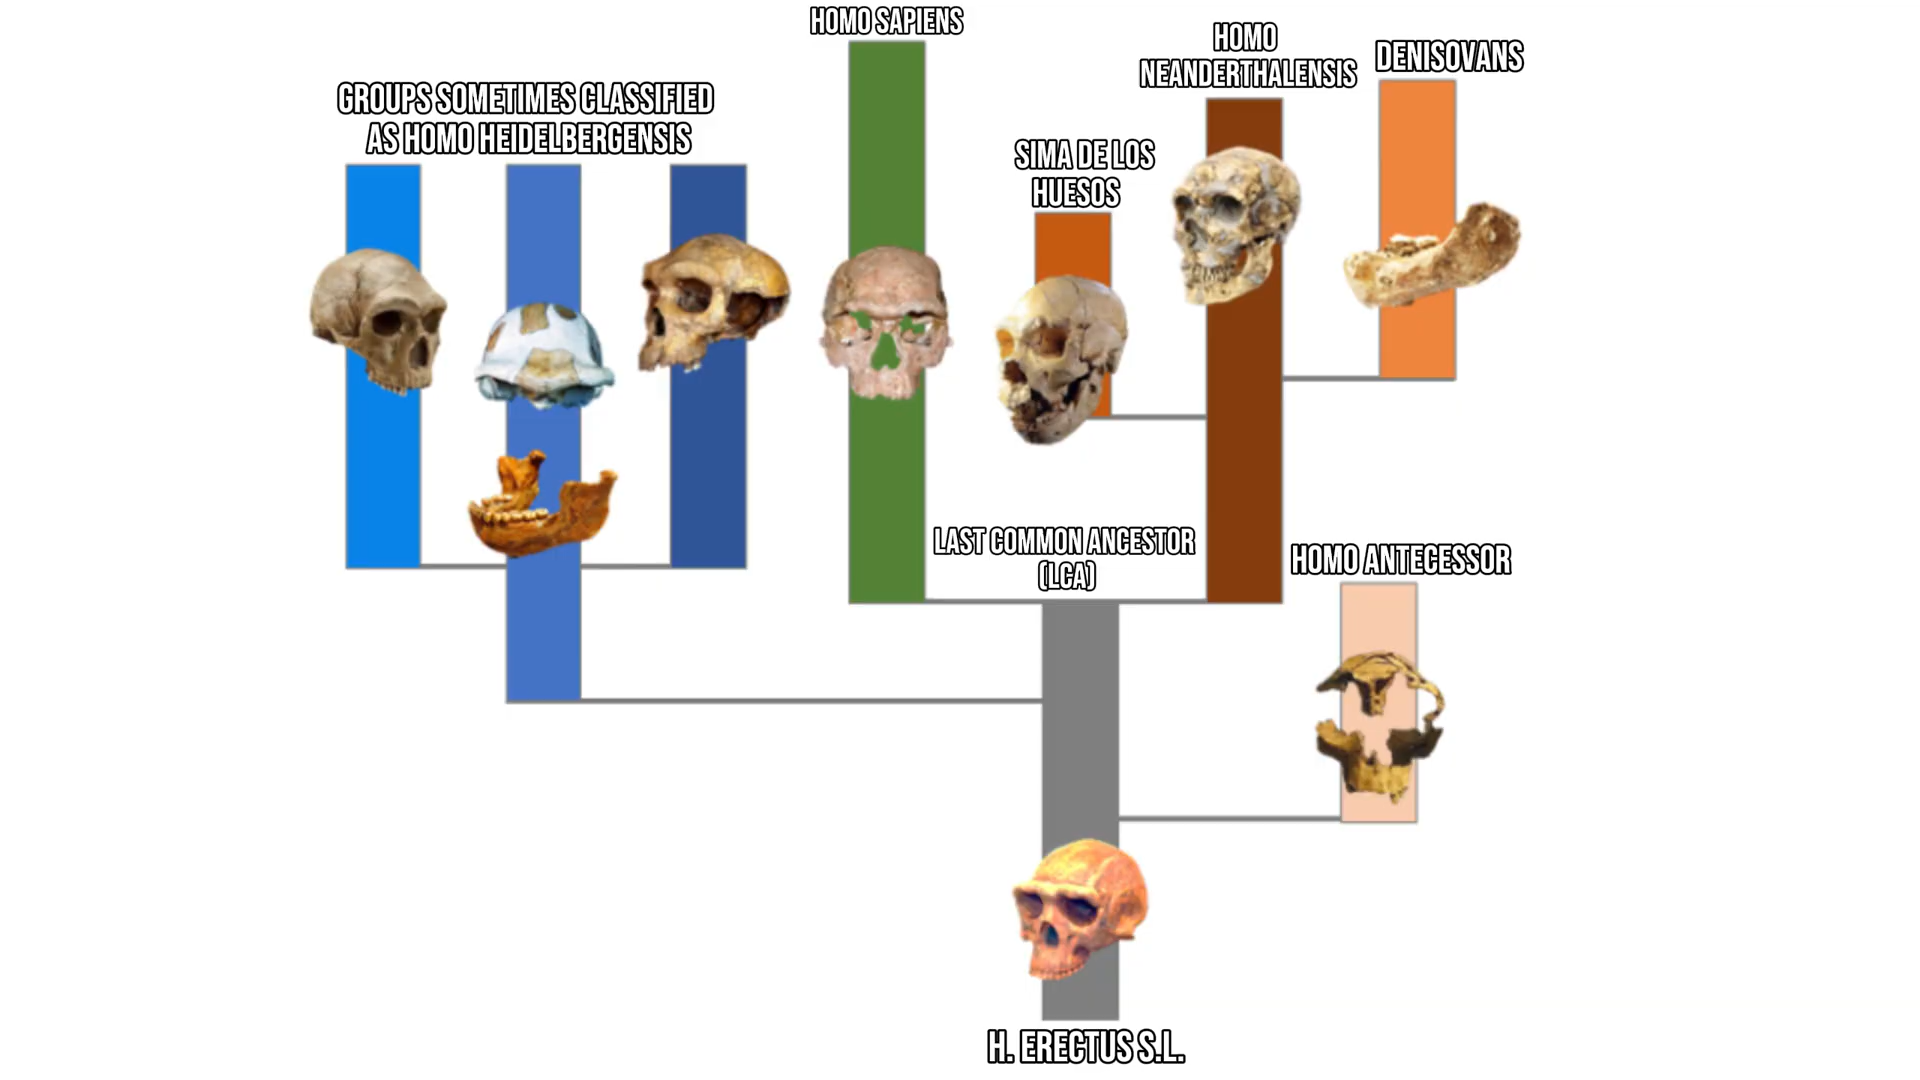 HOMO SAPIENS
HOMO
NEANDERTHALENSIS
DENISOVANS
GROUPS SOMETIMES CLASSIFIED
AS HOMO HEIDELBERGENSIS
SIMA DE LOS
HUESOS
LAST COMMON ANCESTOR
(LCA)
HOMO ANTECESSOR
H. ERECTUS S.L.